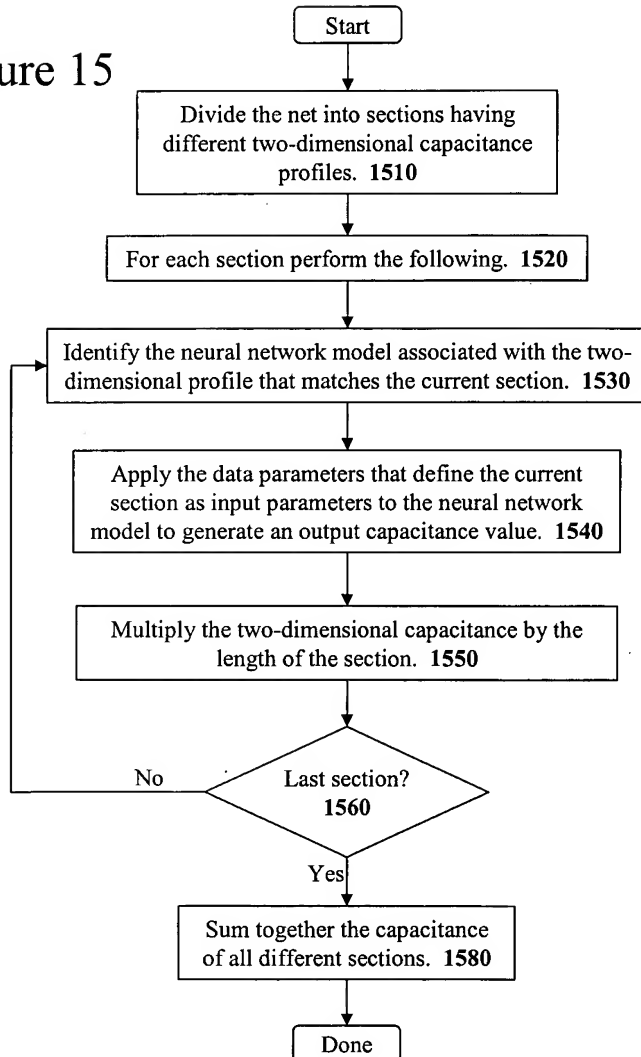 Start
ure 15
Divide the net into sections having
different two-dimensional capacitance
profiles. 1510
For each section perform the following. 1520
Identify the neural network model associated with the two-
dimensional profile that matches the current section. 1530
Apply the data parameters that define the current
section as input parameters to the neural network
model to generate an output capacitance value. 1540
Multiply the two-dimensional capacitance by the
length of the section. 1550
No
Last section?
1560
Yes
Sum together the capacitance
of all different sections. 1580
Done